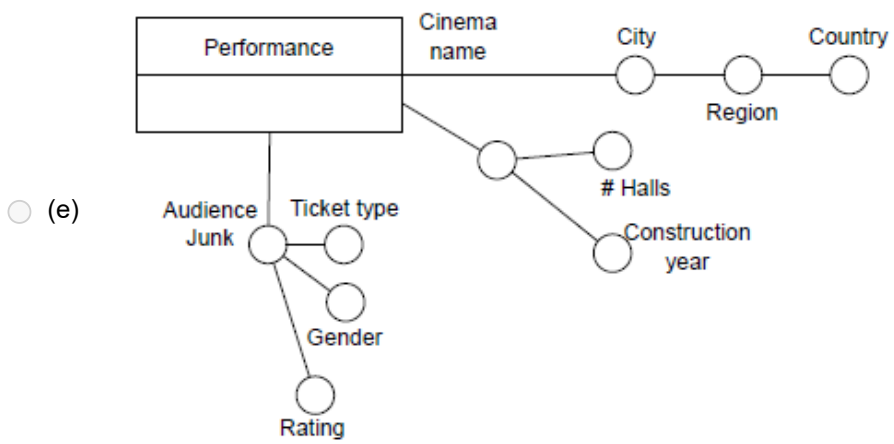 Performance
Cinema
name
City
Country
Region
# Halls
(e)
Audience
Junk
Ticket type
Construction
year
Gender
Rating